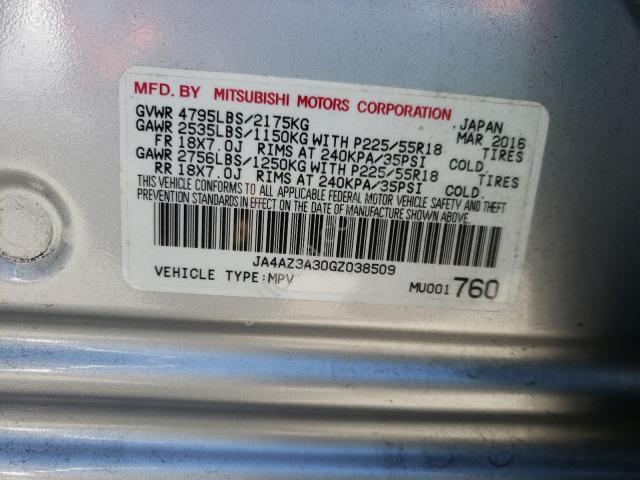 MFD. BY MITSUBISHI MOTORS CORPORATION
GVWR 4795LBS/2175KG JAPAN
GAWR 2535LBS/1150KG WITH P225/55R18 MAR 2016
FR 18X7.0J RIMS AT 240KPA/35PSI COLD. TIRES
GAWR 2756LBS/1250KG WITH P225/55R18 TIRES
RR 18X7.0J RIMS AT 240KPA/35PSI COLD.
THIS VEHICLE CONFORMS TO ALL APPLICABLE FEDERAL MOTOR VEHICLE SAFETY AND THEFT
PREVENTION STANDARDS IN EFFECT ON THE DATE OF MANUFACTURE SHOWN ABOVE.
JA4AZ3A30GZ038509
VEHICLE TYPE:MPV MU001 760